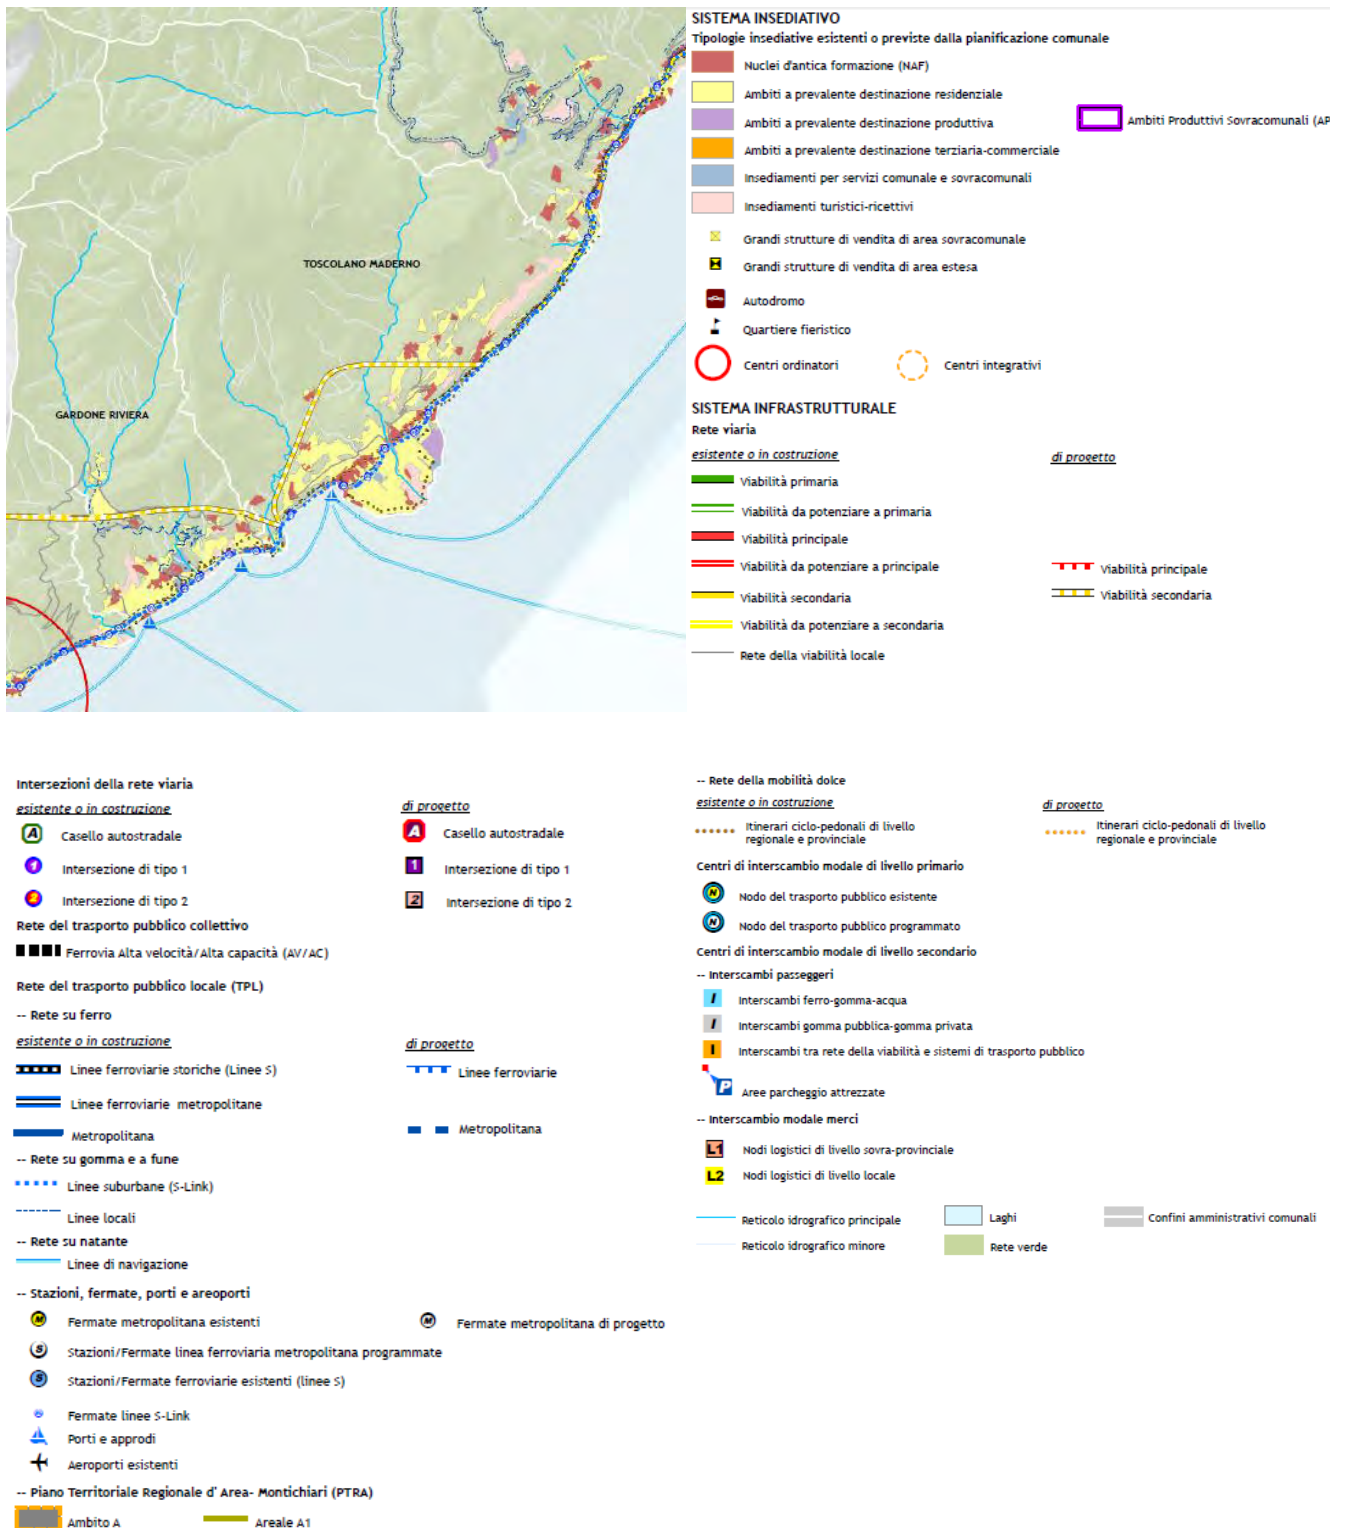 TOSCOLANO MADERNO
GARDONE RIVIERA
SISTEMA INSEDIATIVO
Tipologie insediative esistenti o previste dalla pianificazione comunale
Nuclei d'antica formazione (NAF)
Ambiti a prevalente destinazione residenziale
Ambiti a prevalente destinazione produttiva
Ambiti Produttivi Sovracomunali (AP
Ambiti a prevalente destinazione terziaria-commerciale
Insediamenti per servizi comunale e sovracomunali
Insediamenti turistici-ricettivi
Grandi strutture di vendita di area sovracomunale
Grandi strutture di vendita di area estesa
Autodromo
Quartiere fieristico
Centri ordinatori
Centri integrativi
SISTEMA INFRASTRUTTURALE
Rete viaria
esistente o in costruzione
di progetto
Viabilità primaria
Viabilità da potenziare a primaria
Viabilità principale
Viabilità da potenziare a principale
Viabilità principale
Viabilità secondaria
Viabilità secondaria
Viabilità da potenziare a secondaria
Rete della viabilità locale
Intersezioni della rete viaria
esistente o in costruzione
di progetto
A Casello autostradale
A Casello autostradale
1 Intersezione di tipo 1
1 Intersezione di tipo 1
2 Intersezione di tipo 2
2 Intersezione di tipo 2
Rete del trasporto pubblico collettivo
Ferrovia Alta velocità/Alta capacità (AV/AC)
Rete del trasporto pubblico locale (TPL)
-- Rete su ferro
esistente o in costruzione
di progetto
Linee ferroviarie storiche (Linee S)
Linee ferroviarie
Linee ferroviarie metropolitane
Metropolitana
Metropolitana
-- Rete su gomma e a fune
Linee suburbane (S-Link)
Linee locali
-- Rete su natante
Linee di navigazione
-- Stazioni, fermate, porti e areoporti
M Fermate metropolitana esistenti
M Fermate metropolitana di progetto
S Stazioni/Fermate linea ferroviaria metropolitana programmate
S Stazioni/Fermate ferroviarie esistenti (linee S)
Fermate linee S-Link
Porti e approdi
Aeroporti esistenti
-- Piano Territoriale Regionale d' Area- Montichiari (PTRA)
Ambito A
Areale A1
-- Rete della mobilità dolce
esistente o in costruzione
di progetto
Itinerari ciclo-pedonali di livello
regionale e provinciale
Itinerari ciclo-pedonali di livello
regionale e provinciale
Centri di interscambio modale di livello primario
N Nodo del trasporto pubblico esistente
N Nodo del trasporto pubblico programmato
Centri di interscambio modale di livello secondario
-- Interscambi passeggeri
I Interscambi ferro-gomma-acqua
I Interscambi gomma pubblica-gomma privata
I Interscambi tra rete della viabilità e sistemi di trasporto pubblico
P Aree parcheggio attrezzate
-- Interscambio modale merci
L1 Nodi logistici di livello sovra-provinciale
L2 Nodi logistici di livello locale
Reticolo idrografico principale
Laghi
Confini amministrativi comunali
Reticolo idrografico minore
Rete verde